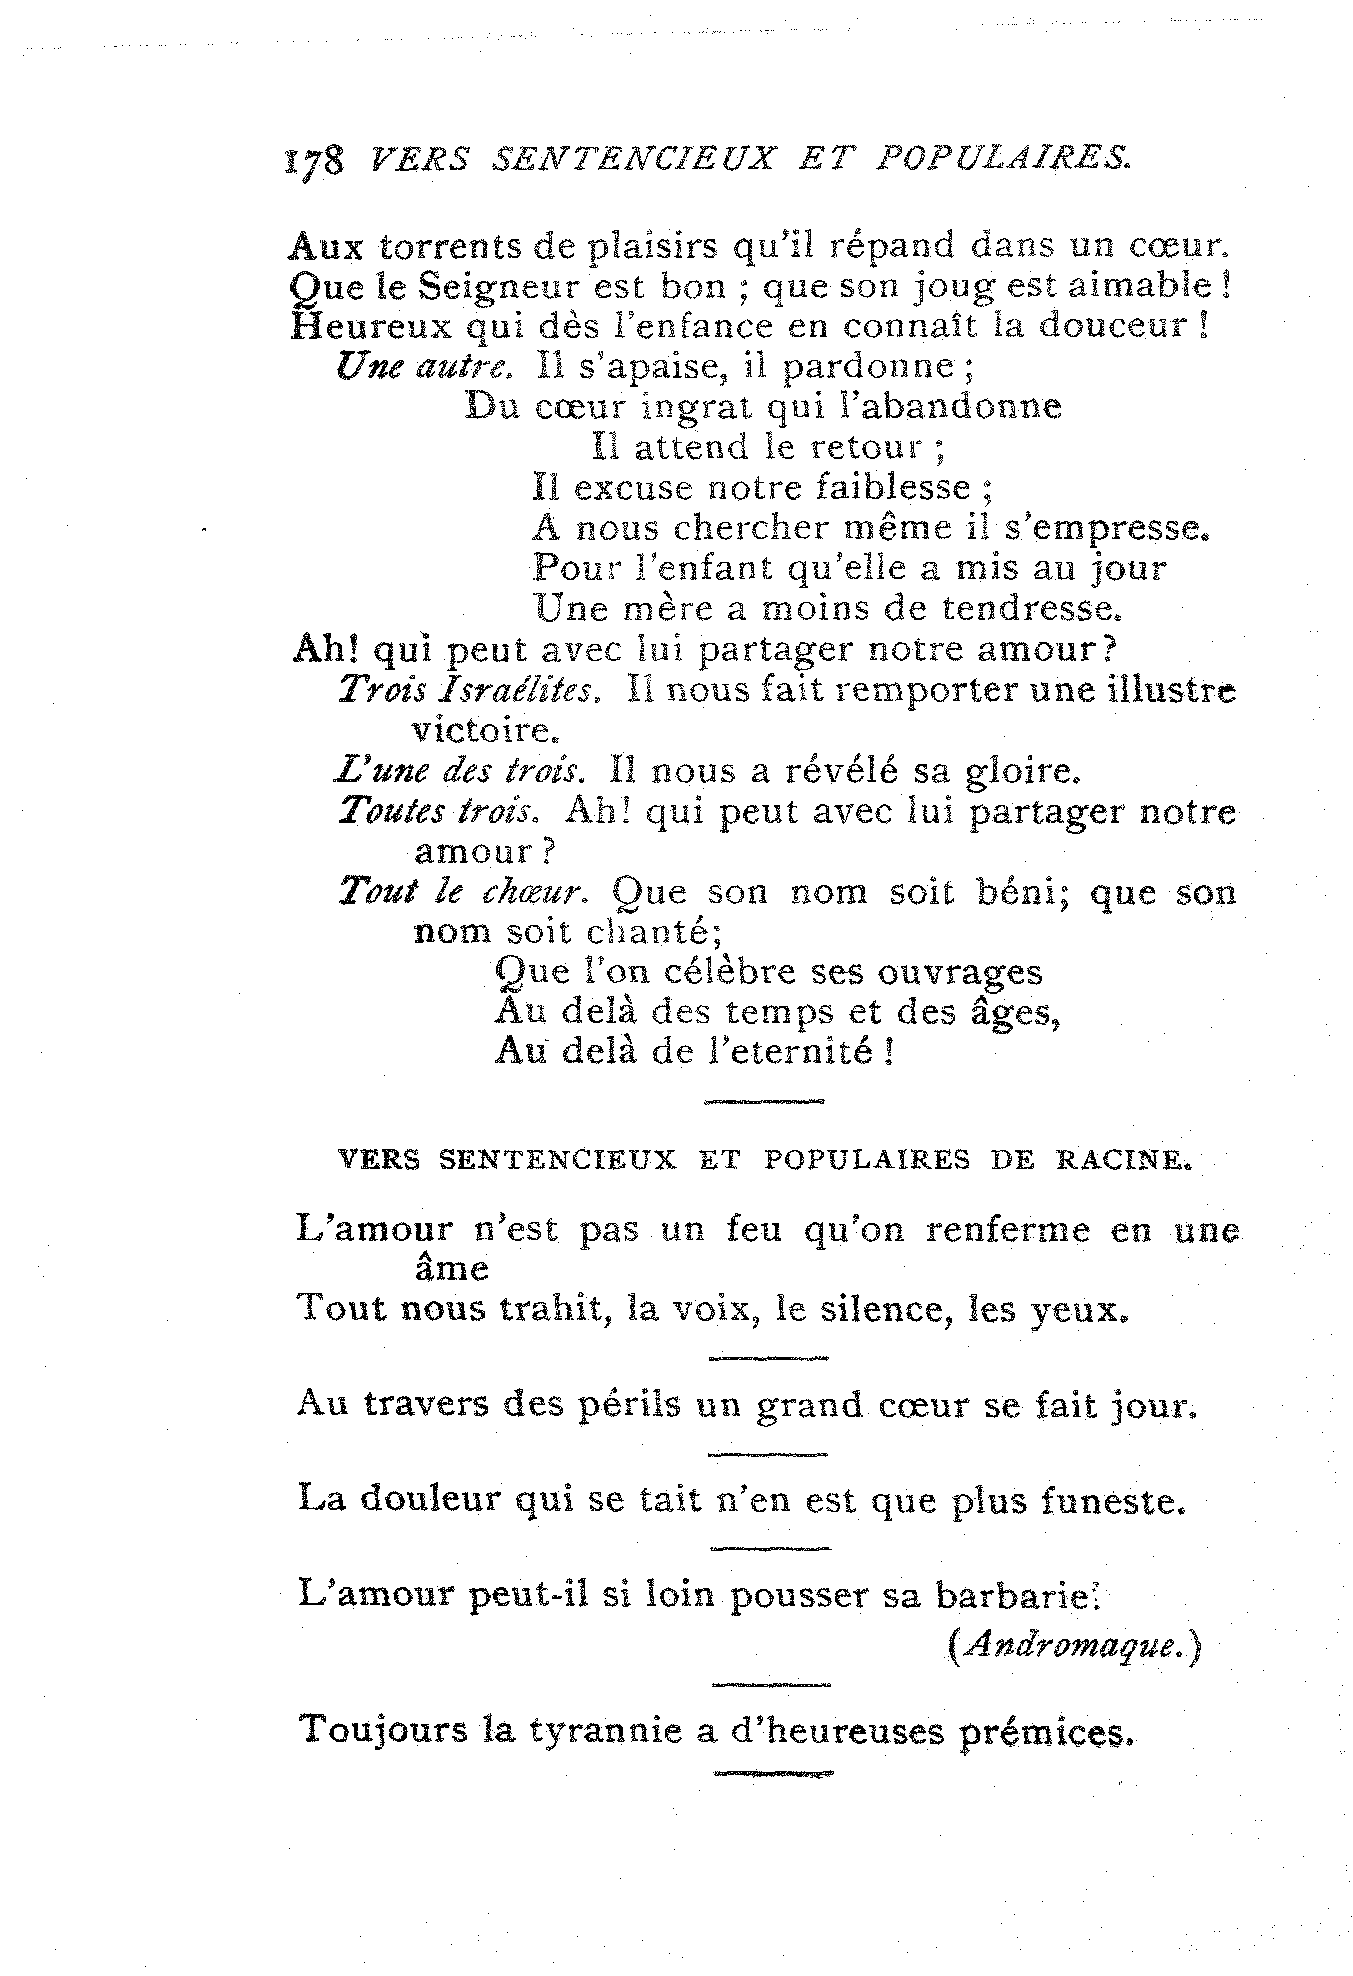 178 VERS SENTENCIEUX ET POPULAIRES.
Aux torrents de plaisirs qu'il répand dans un cœur.
Que le Seigneur est bon ; que son joug est aimable !
Heureux qui dès l'enfance en connaît la douceur !
Une autre. Il s'apaise, il pardonne ;
Du cœur ingrat qui l'abandonne
Il attend le retour ;
Il excuse notre faiblesse ;
A nous chercher même il s'empresse.
Pour l'enfant qu'elle a mis au jour
Une mère a moins de tendresse.
Ah! qui peut avec lui partager notre amour?
Trois Israélites. Il nous fait remporter une illustre
victoire.
L'une des trois. Il nous a révélé sa gloire.
Toutes trois. Ah! qui peut avec lui partager notre
amour ?
Tout le chœur. Que son nom soit béni; que son
nom soit chanté;
Que l'on célèbre ses ouvrages
Au delà des temps et des âges,
Au delà de l'eternité !
VERS SENTENCIEUX ET POPULAIRES DE RACINE.
L'amour n'est pas un feu qu'on renferme en une
âme
Tout nous trahit, la voix, le silence, les yeux.
Au travers des périls un grand cœur se fait jour.
La douleur qui se tait n'en est que plus funeste.
L'amour peut-il si loin pousser sa barbarie?
(Andromaque.)
Toujours la tyrannie a d'heureuses prémices.